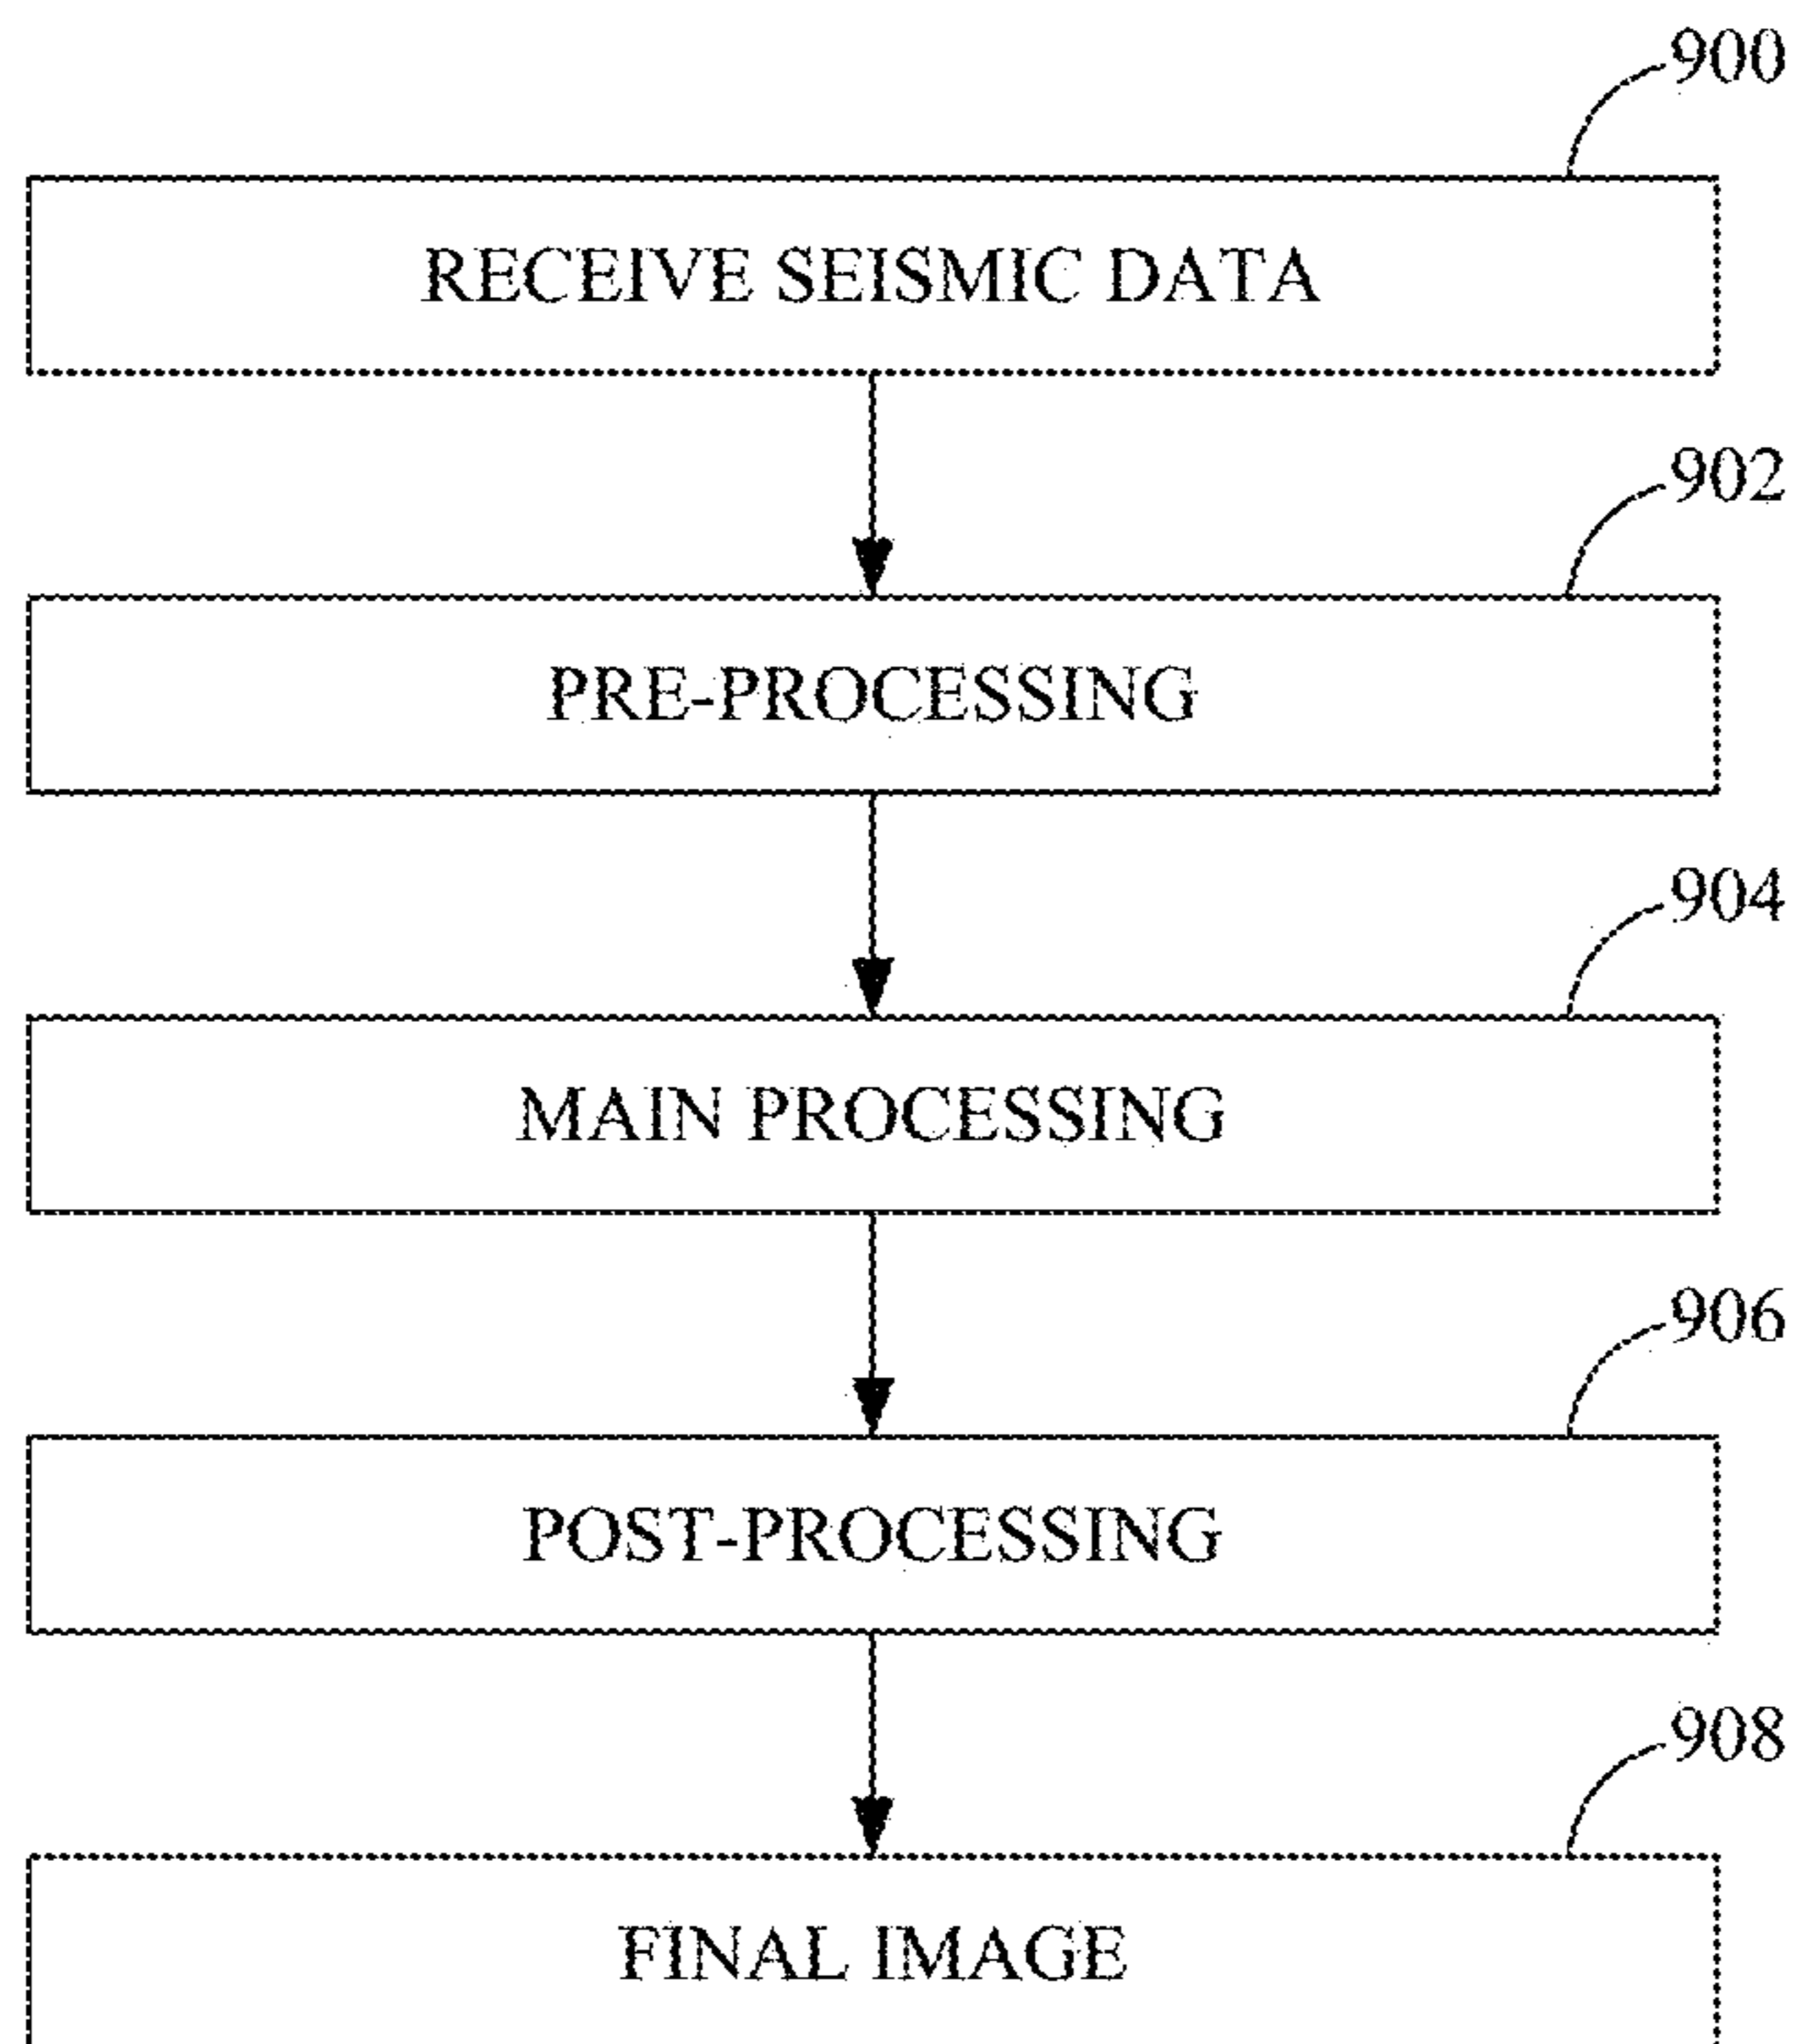 900
RECEIVE SEISMIC DATA
902
PRE-PROCESSING
904
MAIN PROCESSING
906
POST-PROCESSING
908
FINAL IMAGE